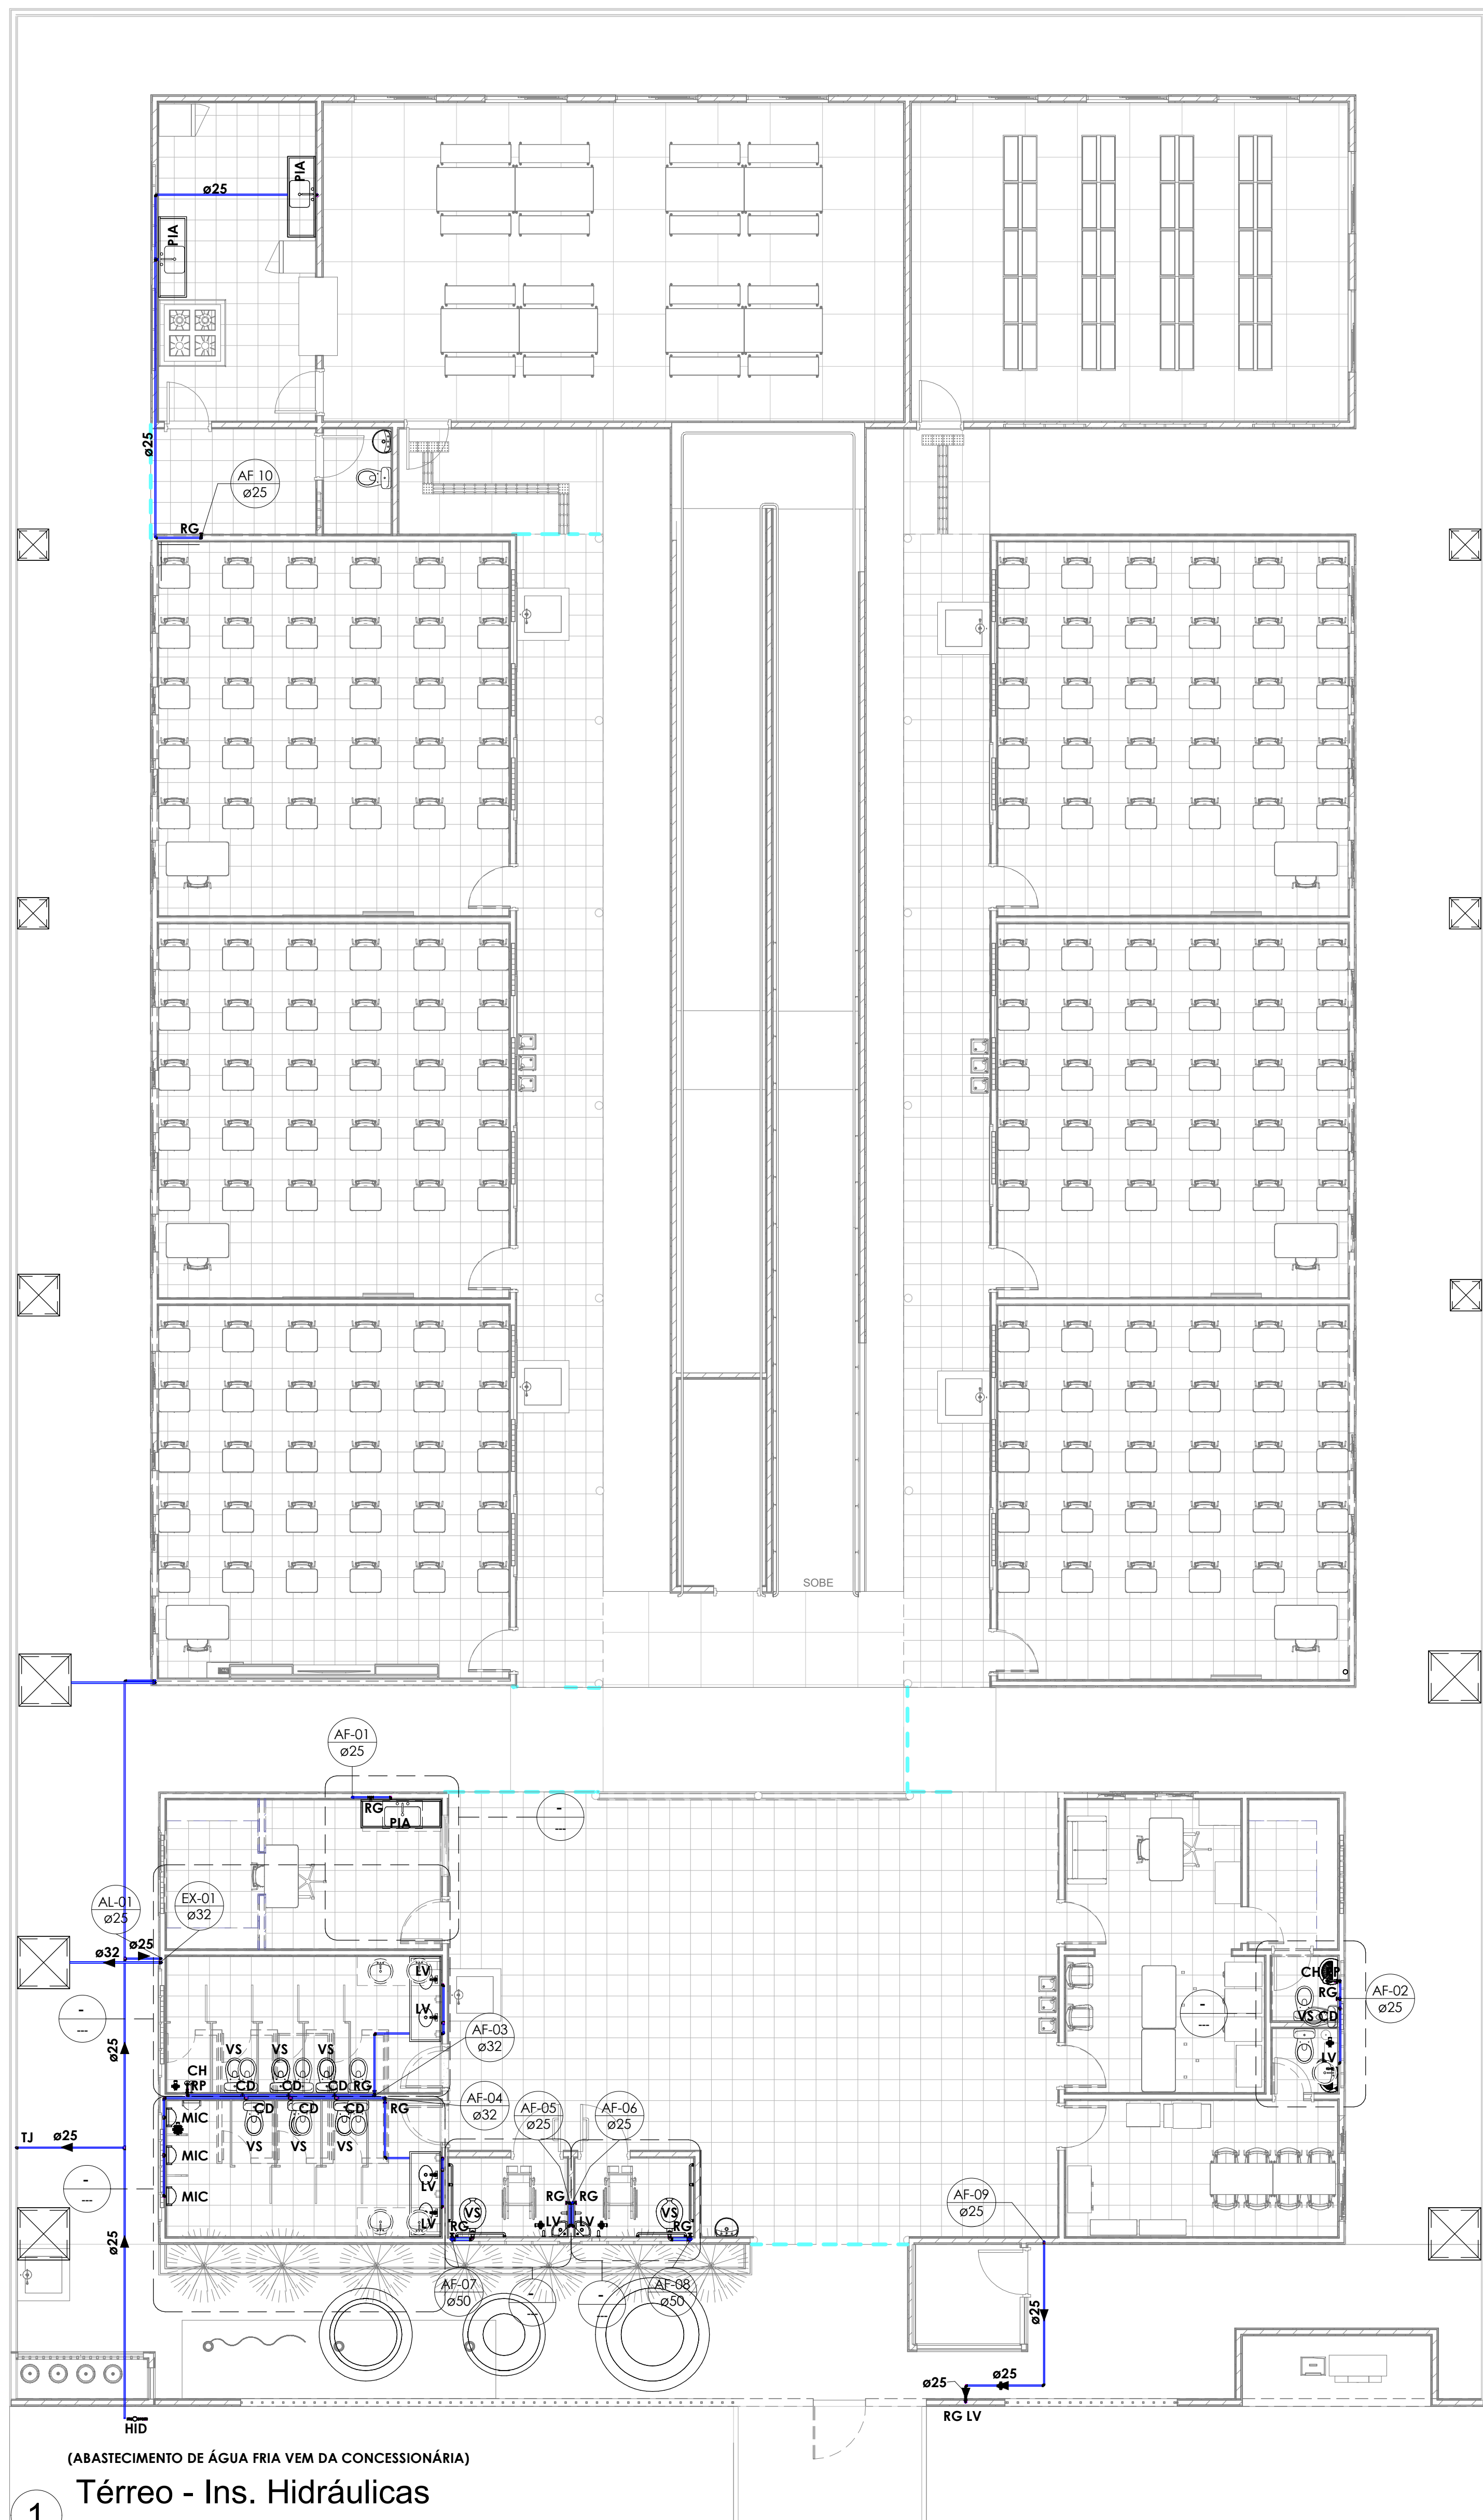 PIA
ø25
PIA
ø25
AF 10
ø25
RG
SOBE
AF-01
ø25
RG
PIA
-
---
AL-01
ø25
EX-01
ø32
ø25
ø32
LV
CH RP
RG
AF-02
ø25
-
---
-
---
LV
AF-03
ø32
VS CD
ø25
VS
VS
VS
LV
CH
RP
CD
CD
CD
RG
CD
CD
CD
RG
AF-04
ø32
AF-05
ø25
AF-06
ø25
MIC
TJ
ø25
VS
VS
VS
MIC
-
---
LV
MIC
RG
RG
AF-09
ø25
VS
VS
LV
RG
LV
LV
RG
ø25
AF-07
ø50
-
---
-
---
AF-08
ø50
ø25
ø25
ø25
RG LV
HID
(ABASTECIMENTO DE ÁGUA FRIA VEM DA CONCESSIONÁRIA)
Térreo - Ins. Hidráulicas
1